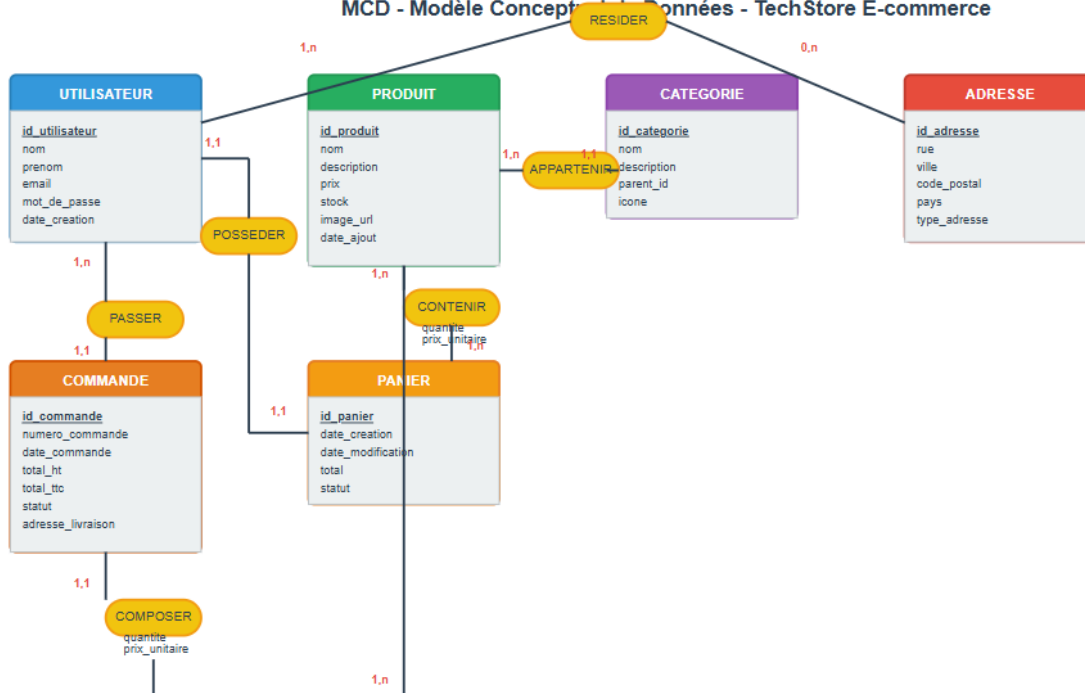 MCD - Modèle Concept Données - TechStore E-commerce
RESIDER
1,n
0,n
UTILISATEUR
id_utilisateur
nom
prenom
email
mot_de_passe
date_creation
PRODUIT
id_produit
nom
description
prix
stock
image_url
date_ajout
CATEGORIE
id_categorie
nom
description
parent_id
icone
ADRESSE
id_adresse
rue
ville
code_postal
pays
type_adresse
1,1
1,n
APPARTENIR
1,1
POSSEDER
1,n
PASSER
1,1
1,n
CONTENIR
quantite
prix_unitaire
1,n
COMMANDE
id_commande
numero_commande
date_commande
total_ht
total_ttc
statut
adresse_livraison
1,1
PANIER
id_panier
date_creation
date_modification
total
statut
1,1
COMPOSER
quantite
prix_unitaire
1,n